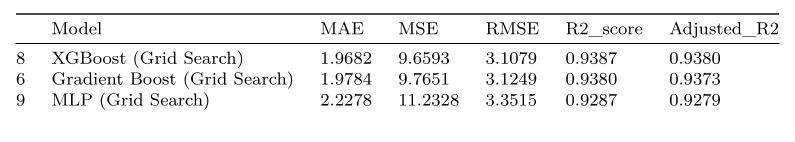 Model MAE MSE RMSE R2_score Adjusted_R2
8 XGBoost (Grid Search) 1.9682 9.6593 3.1079 0.9387 0.9380
6 Gradient Boost (Grid Search) 1.9784 9.7651 3.1249 0.9380 0.9373
9 MLP (Grid Search) 2.2278 11.2328 3.3515 0.9287 0.9279